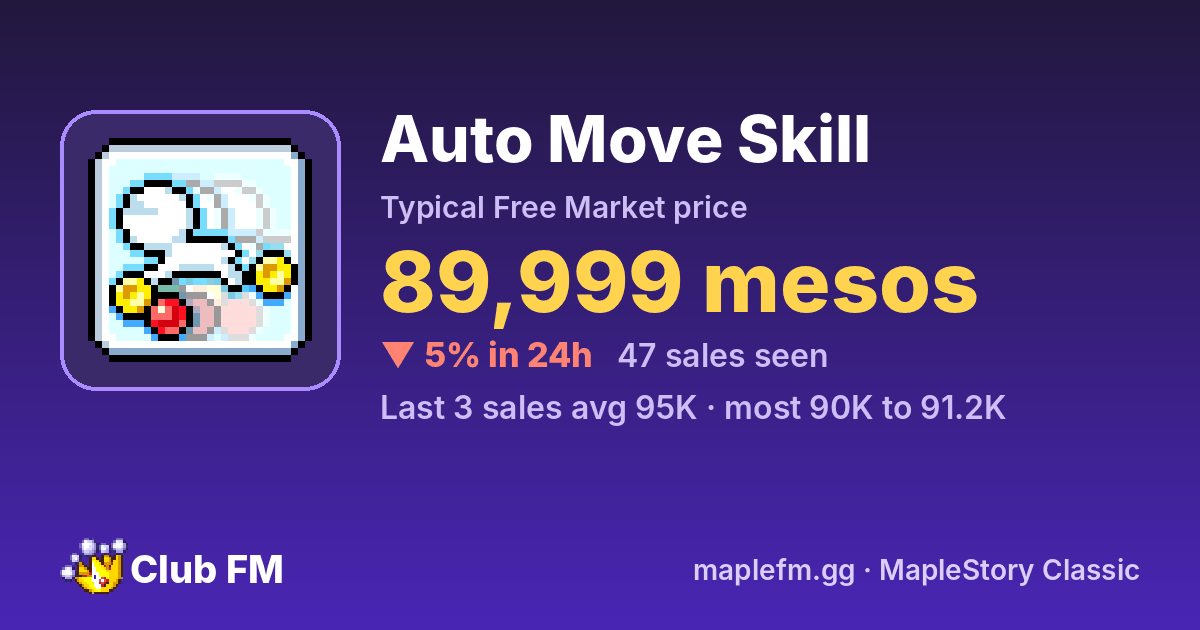 Auto Move Skill
Typical Free Market price
89,999 mesos
▼ 5% in 24h 47 sales seen
Last 3 sales avg 95K · most 90K to 91.2K
Club FM
maplefm.gg · MapleStory Classic